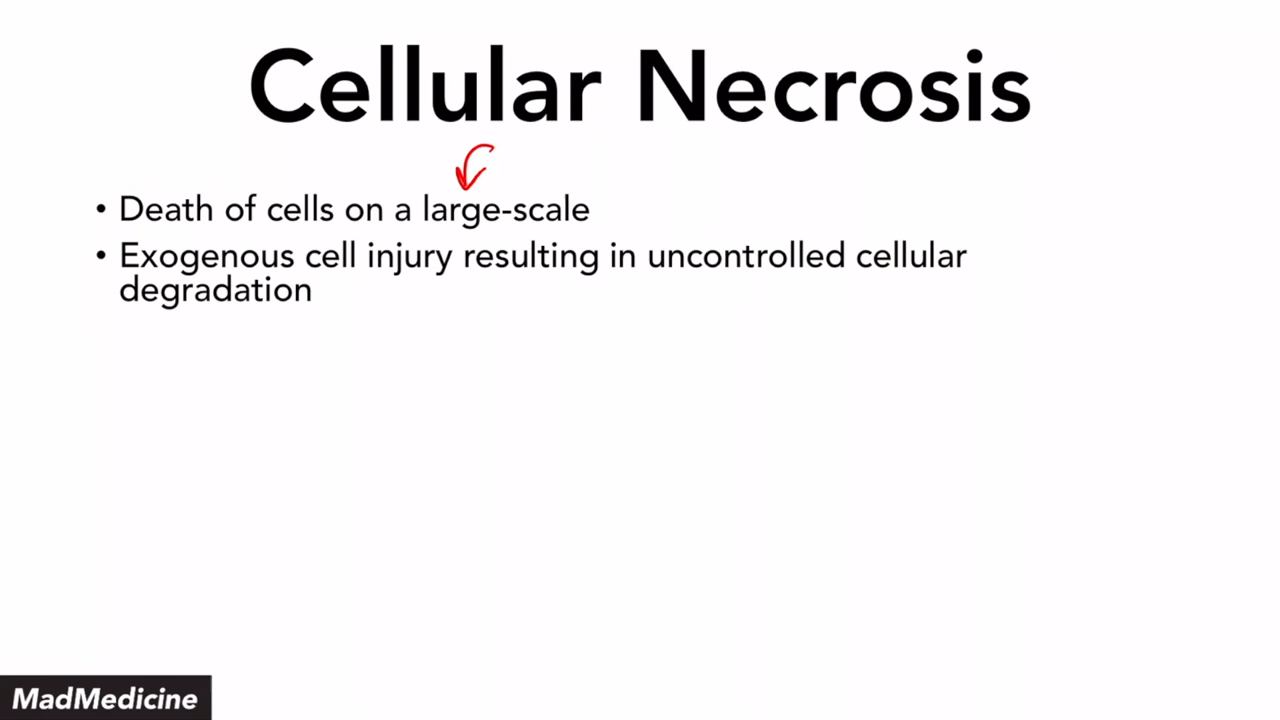 Cellular Necrosis
• Death of cells on a large-scale
• Exogenous cell injury resulting in uncontrolled cellular
degradation
MadMedicine